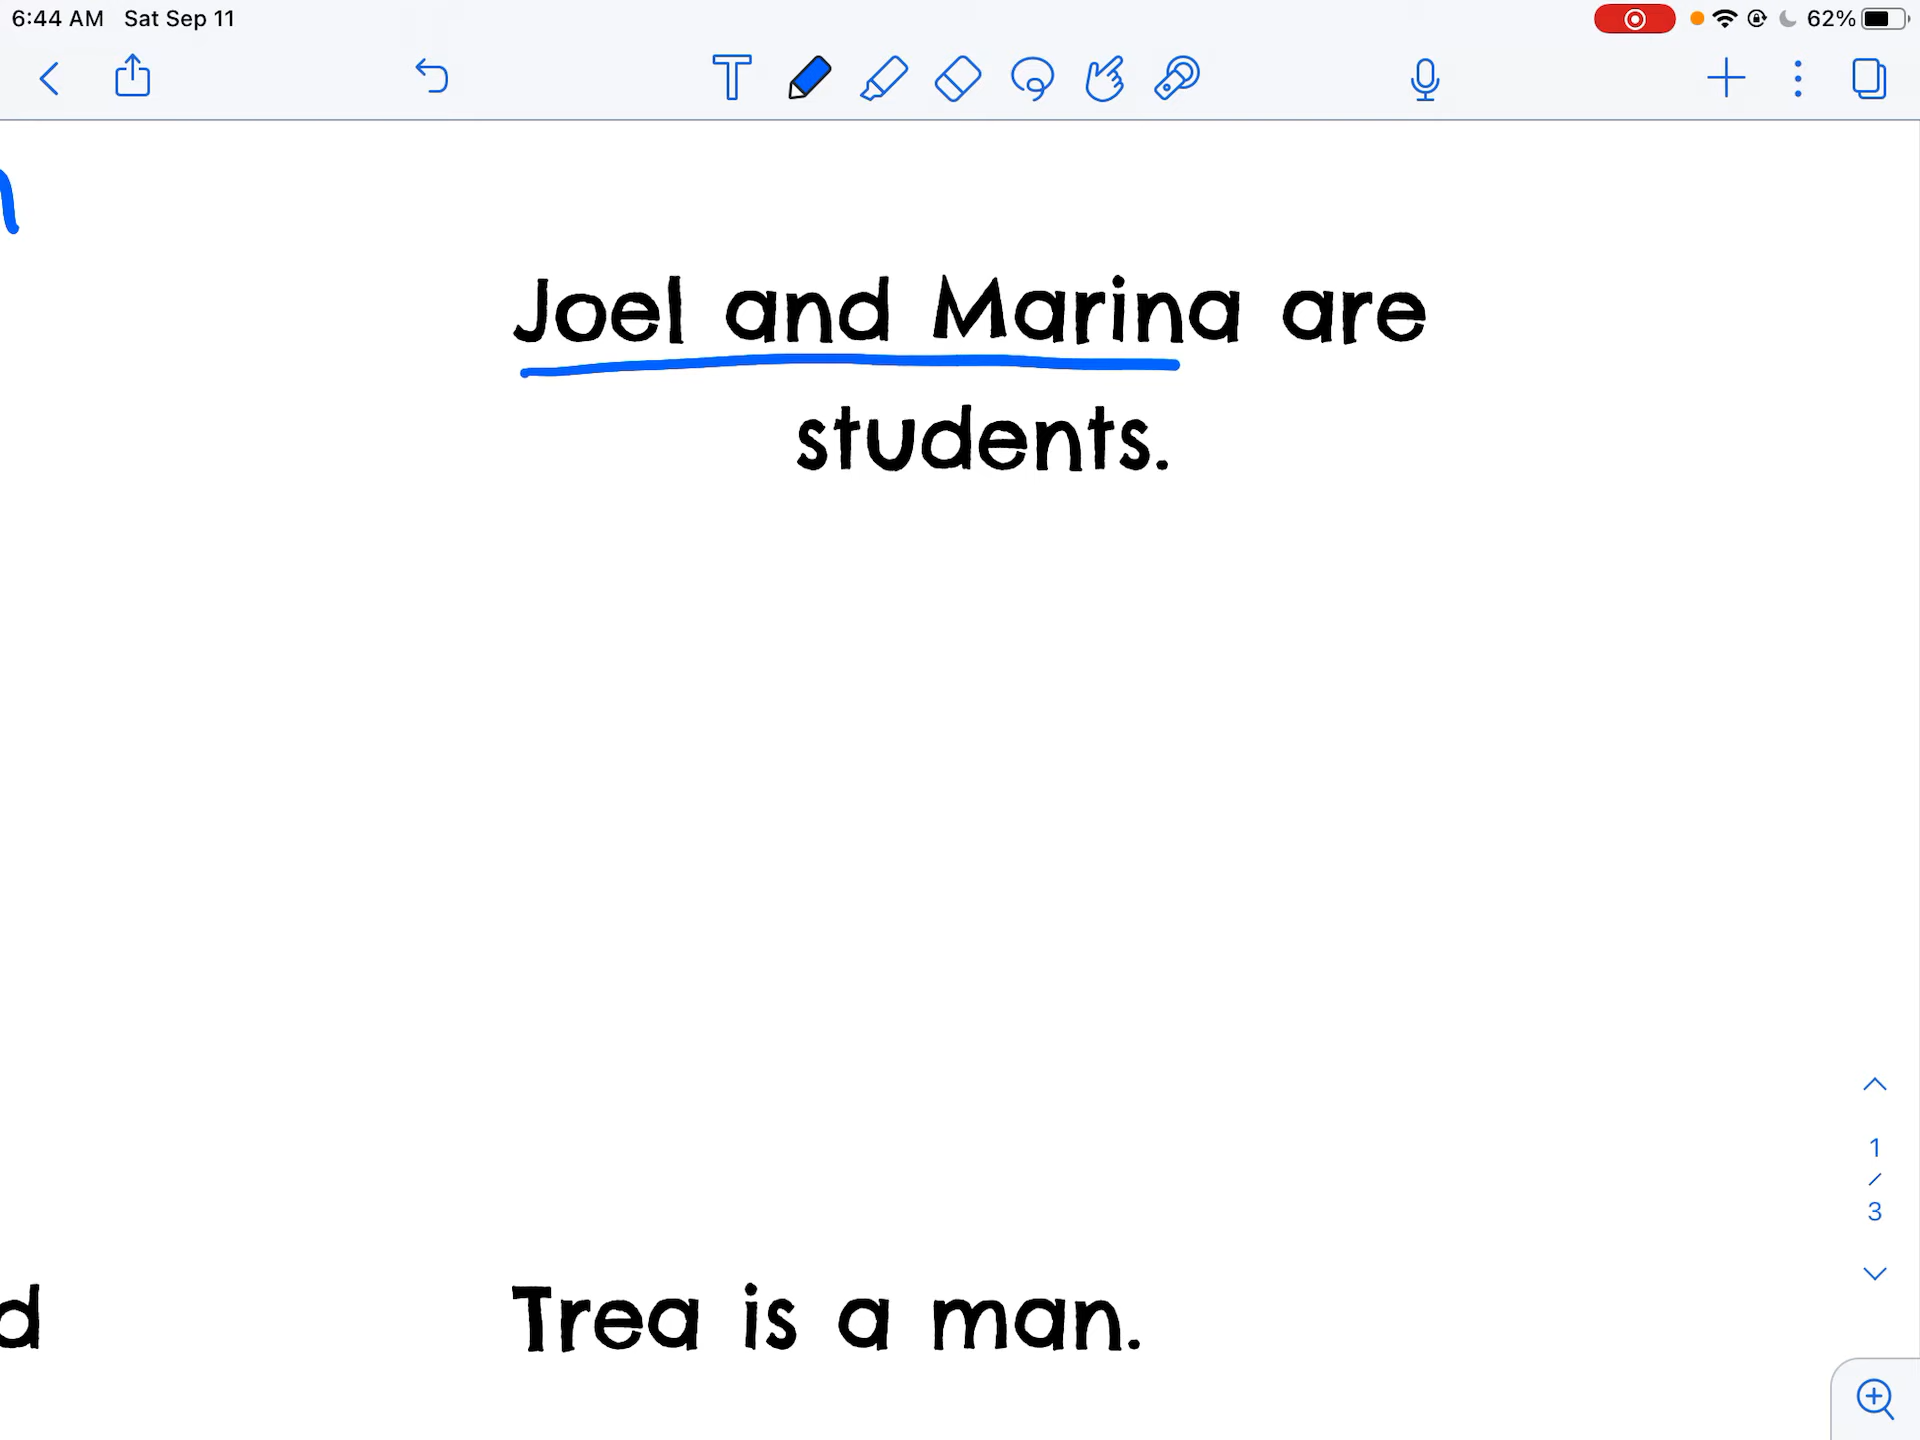 6:44 AM Sat Sep 11
62%
Joel and Marina are
students.
1
/
3
d
Trea is a man.